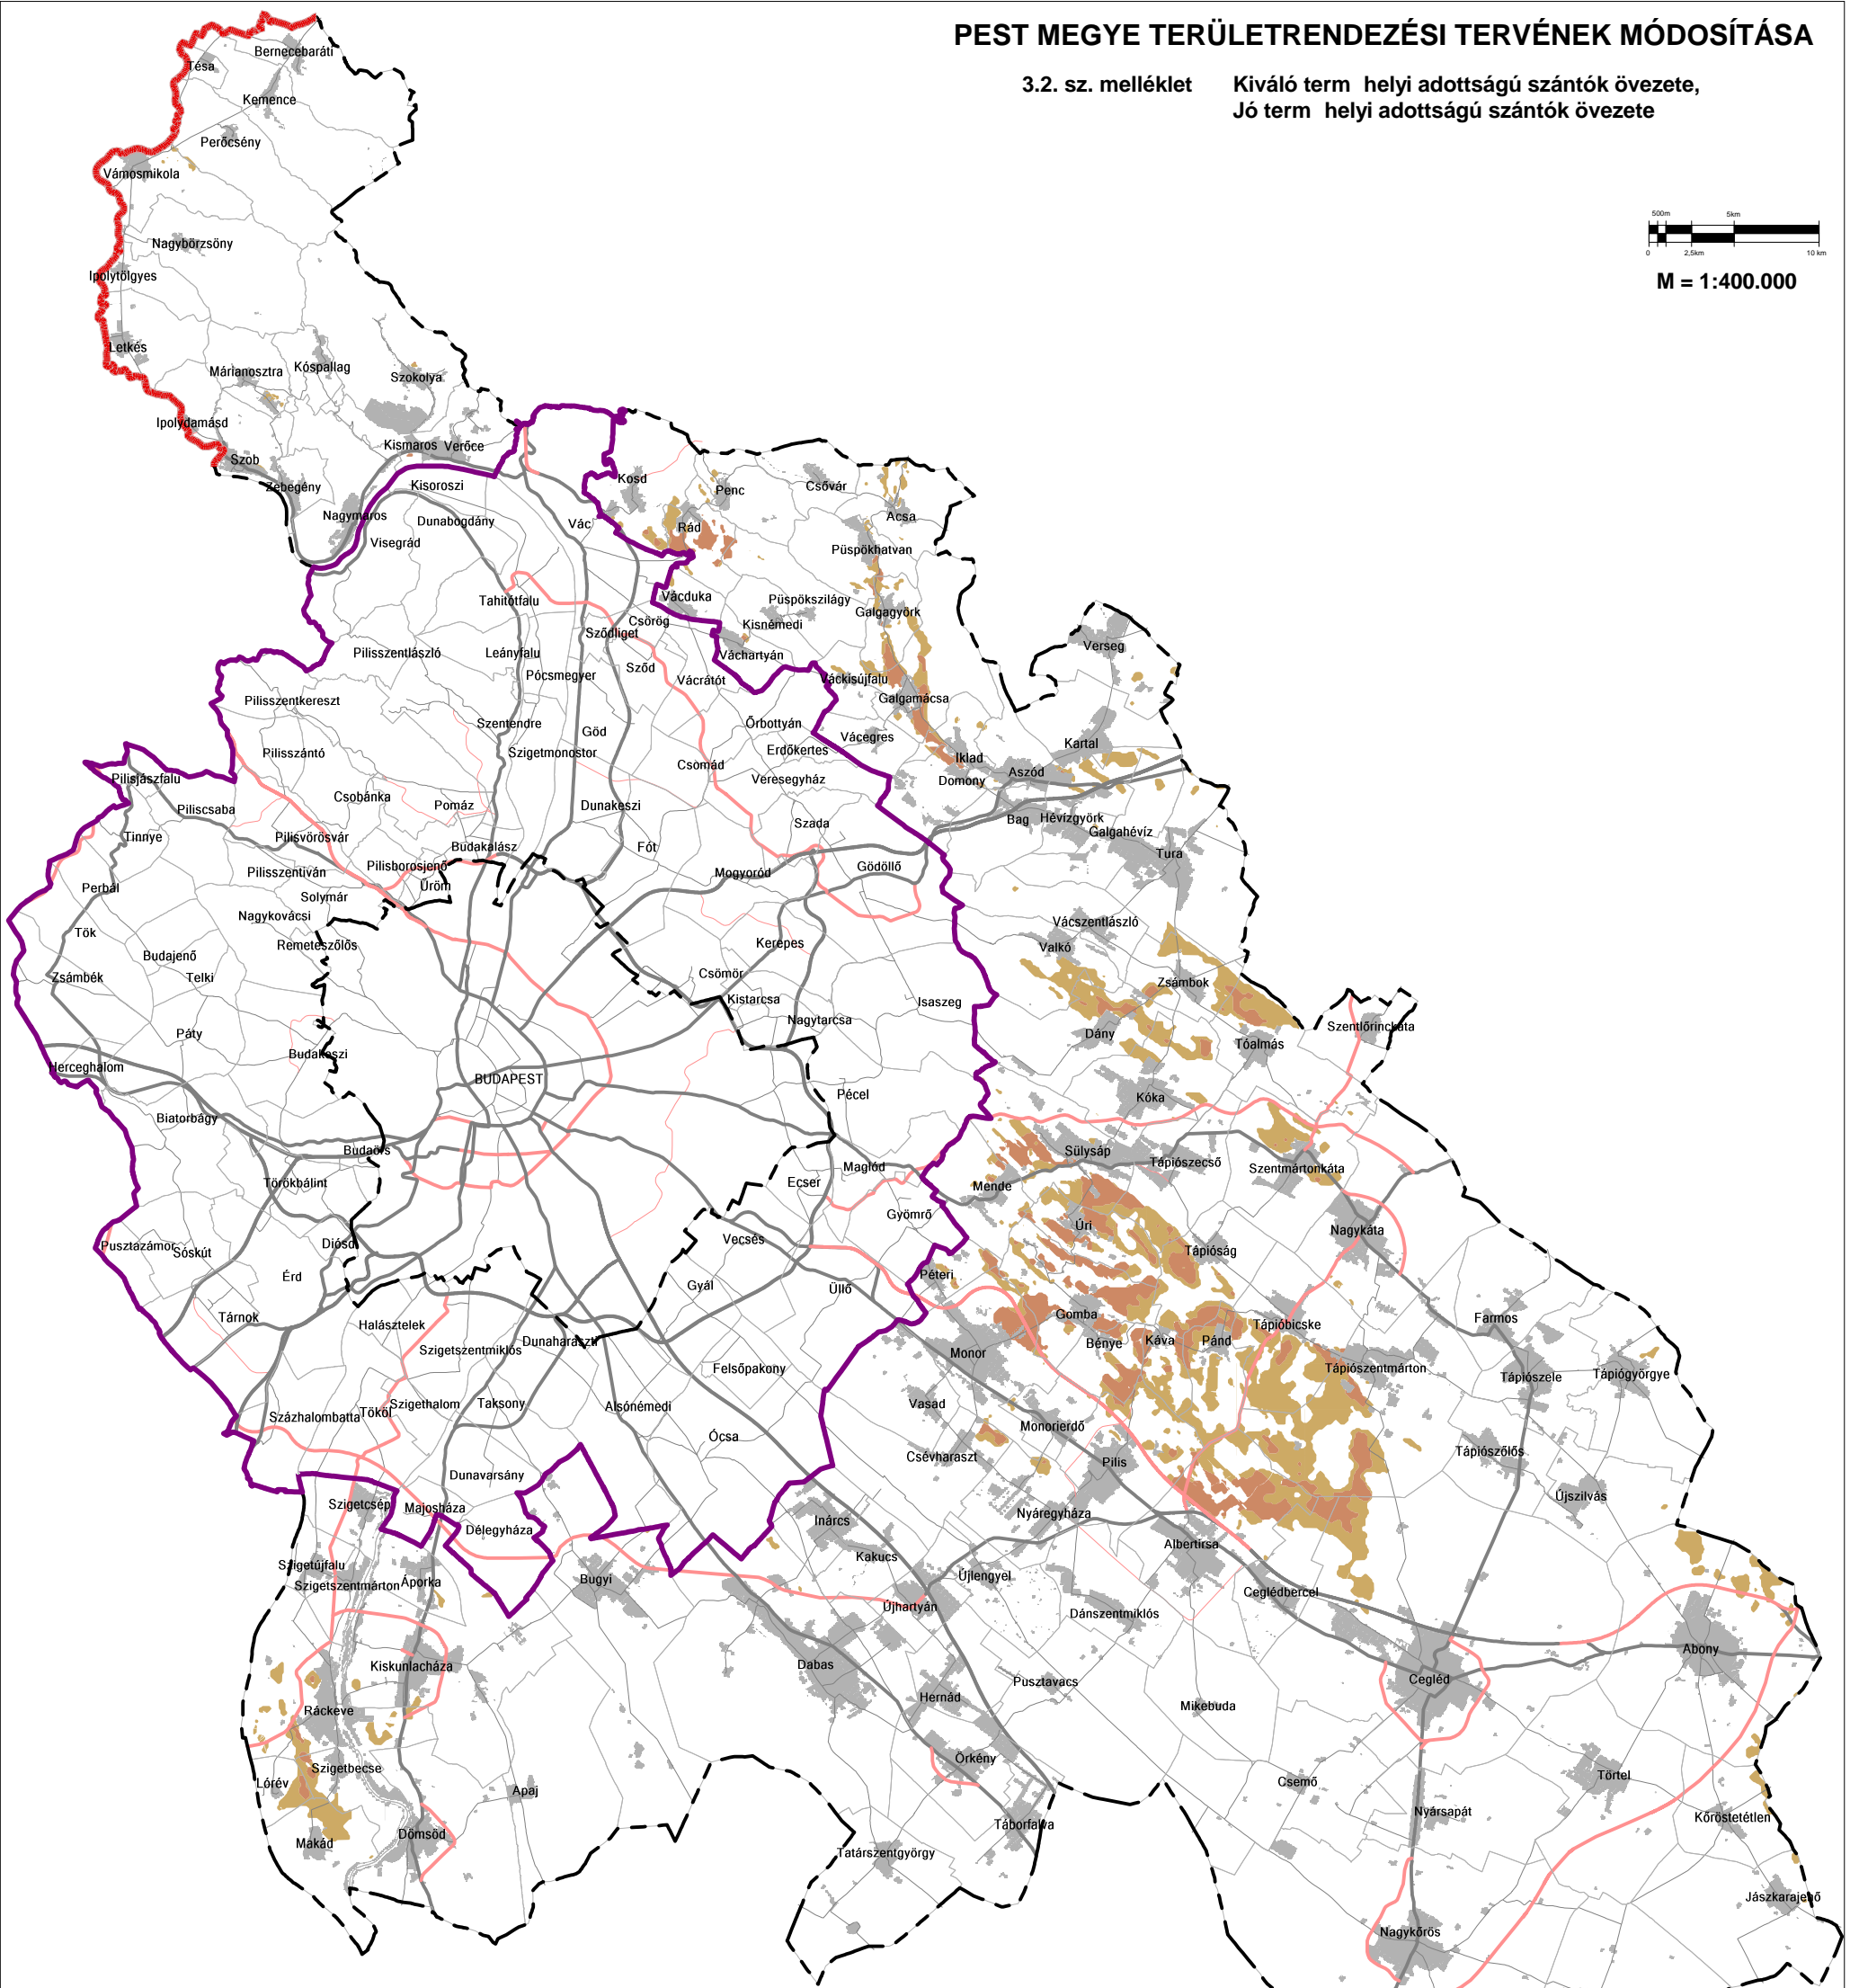 PEST MEGYE TERÜLETRENDEZÉSI TERVÉNEK MÓDOSÍTÁSA
3.2. sz. melléklet Kiváló term helyi adottságú szántók övezete,
Jó term helyi adottságú szántók övezete
500m 5km
0 2,5km 10 km
M = 1:400.000
Bernecebaráti
Tésa
Kemence
Perőcsény
Vámosmikola
Nagybörzsöny
Ipolytölgyes
Letkés
Márianosztra
Kóspallag
Szokolya
Ipolydamásd
Szob
Kismaros
Verőce
Zebegény
Nagymaros
Kisoroszi
Dunabogdány
Visegrád
Vác
Kosd
Penc
Rád
Csővár
Acsa
Püspökhatvan
Vácduka
Püspökszilágy
Kisnémedi
Galgagyörk
Csörög
Sződliget
Tahitótfalu
Váchartyán
Verseg
Pilisszentlászló
Leányfalu
Pócsmegyer
Sződ
Vácrátót
Váckisújfalu
Galgamácsa
Pilisszentkereszt
Szentendre
Göd
Őrbottyán
Vácegres
Kartal
Pilisszántó
Szigetmonostor
Erdőkertes
Iklad
Csomád
Veresegyház
Domony
Aszód
Pilisjászfalu
Piliscsaba
Csobánka
Pomáz
Dunakeszi
Szada
Bag
Hévízgyörk
Galgahévíz
Tinnye
Pilisvörösvár
Budakalász
Fót
Tura
Pilisborosjenő
Mogyoród
Gödöllő
Pilisszentiván
Üröm
Perbál
Solymár
Nagykovácsi
Tök
Remeteszőlős
Kerepes
Vácszentlászló
Valkó
Budajenő
Telki
Zsámbék
Csömör
Zsámbok
Kistarcsa
Isaszeg
Páty
Nagytarcsa
Dány
Tóalmás
Szentlőrinckáta
Budakeszi
Herceghalom
BUDAPEST
Pécel
Kóka
Biatorbágy
Budaörs
Sülysáp
Tápiószecső
Szentmártonkáta
Maglód
Törökbálint
Ecser
Mende
Gyömrő
Úri
Nagykáta
Pusztazámor
Sóskút
Diósd
Vecsés
Tápióság
Érd
Gyál
Üllő
Péteri
Tárnok
Halásztelek
Gomba
Farmos
Tápióbicske
Szigetszentmiklós
Dunaharaszti
Monor
Bénye
Káva
Pánd
Felsőpakony
Tápiószentmárton
Tápiószele
Tápiógyörgye
Százhalombatta
Tököl
Szigethalom
Taksony
Alsónémedi
Vasad
Monorierdő
Ócsa
Csévharaszt
Pilis
Tápiószőlős
Dunavarsány
Újszilvás
Szigetcsép
Majosháza
Délegyháza
Inárcs
Nyáregyháza
Albertirsa
Kakucs
Szigetújfalu
Szigetszentmárton
Áporka
Bugyi
Újlengyel
Ceglédbercel
Újhartyán
Dánszentmiklós
Kiskunlacháza
Dabas
Cegléd
Abony
Pusztavacs
Hernád
Mikebuda
Ráckeve
Örkény
Szigetbecse
Lórév
Apaj
Csemő
Törtel
Nyársapát
Kőröstetétlen
Táborfalva
Makád
Dömsöd
Tatárszentgyörgy
Jászkarajenő
Nagykőrös